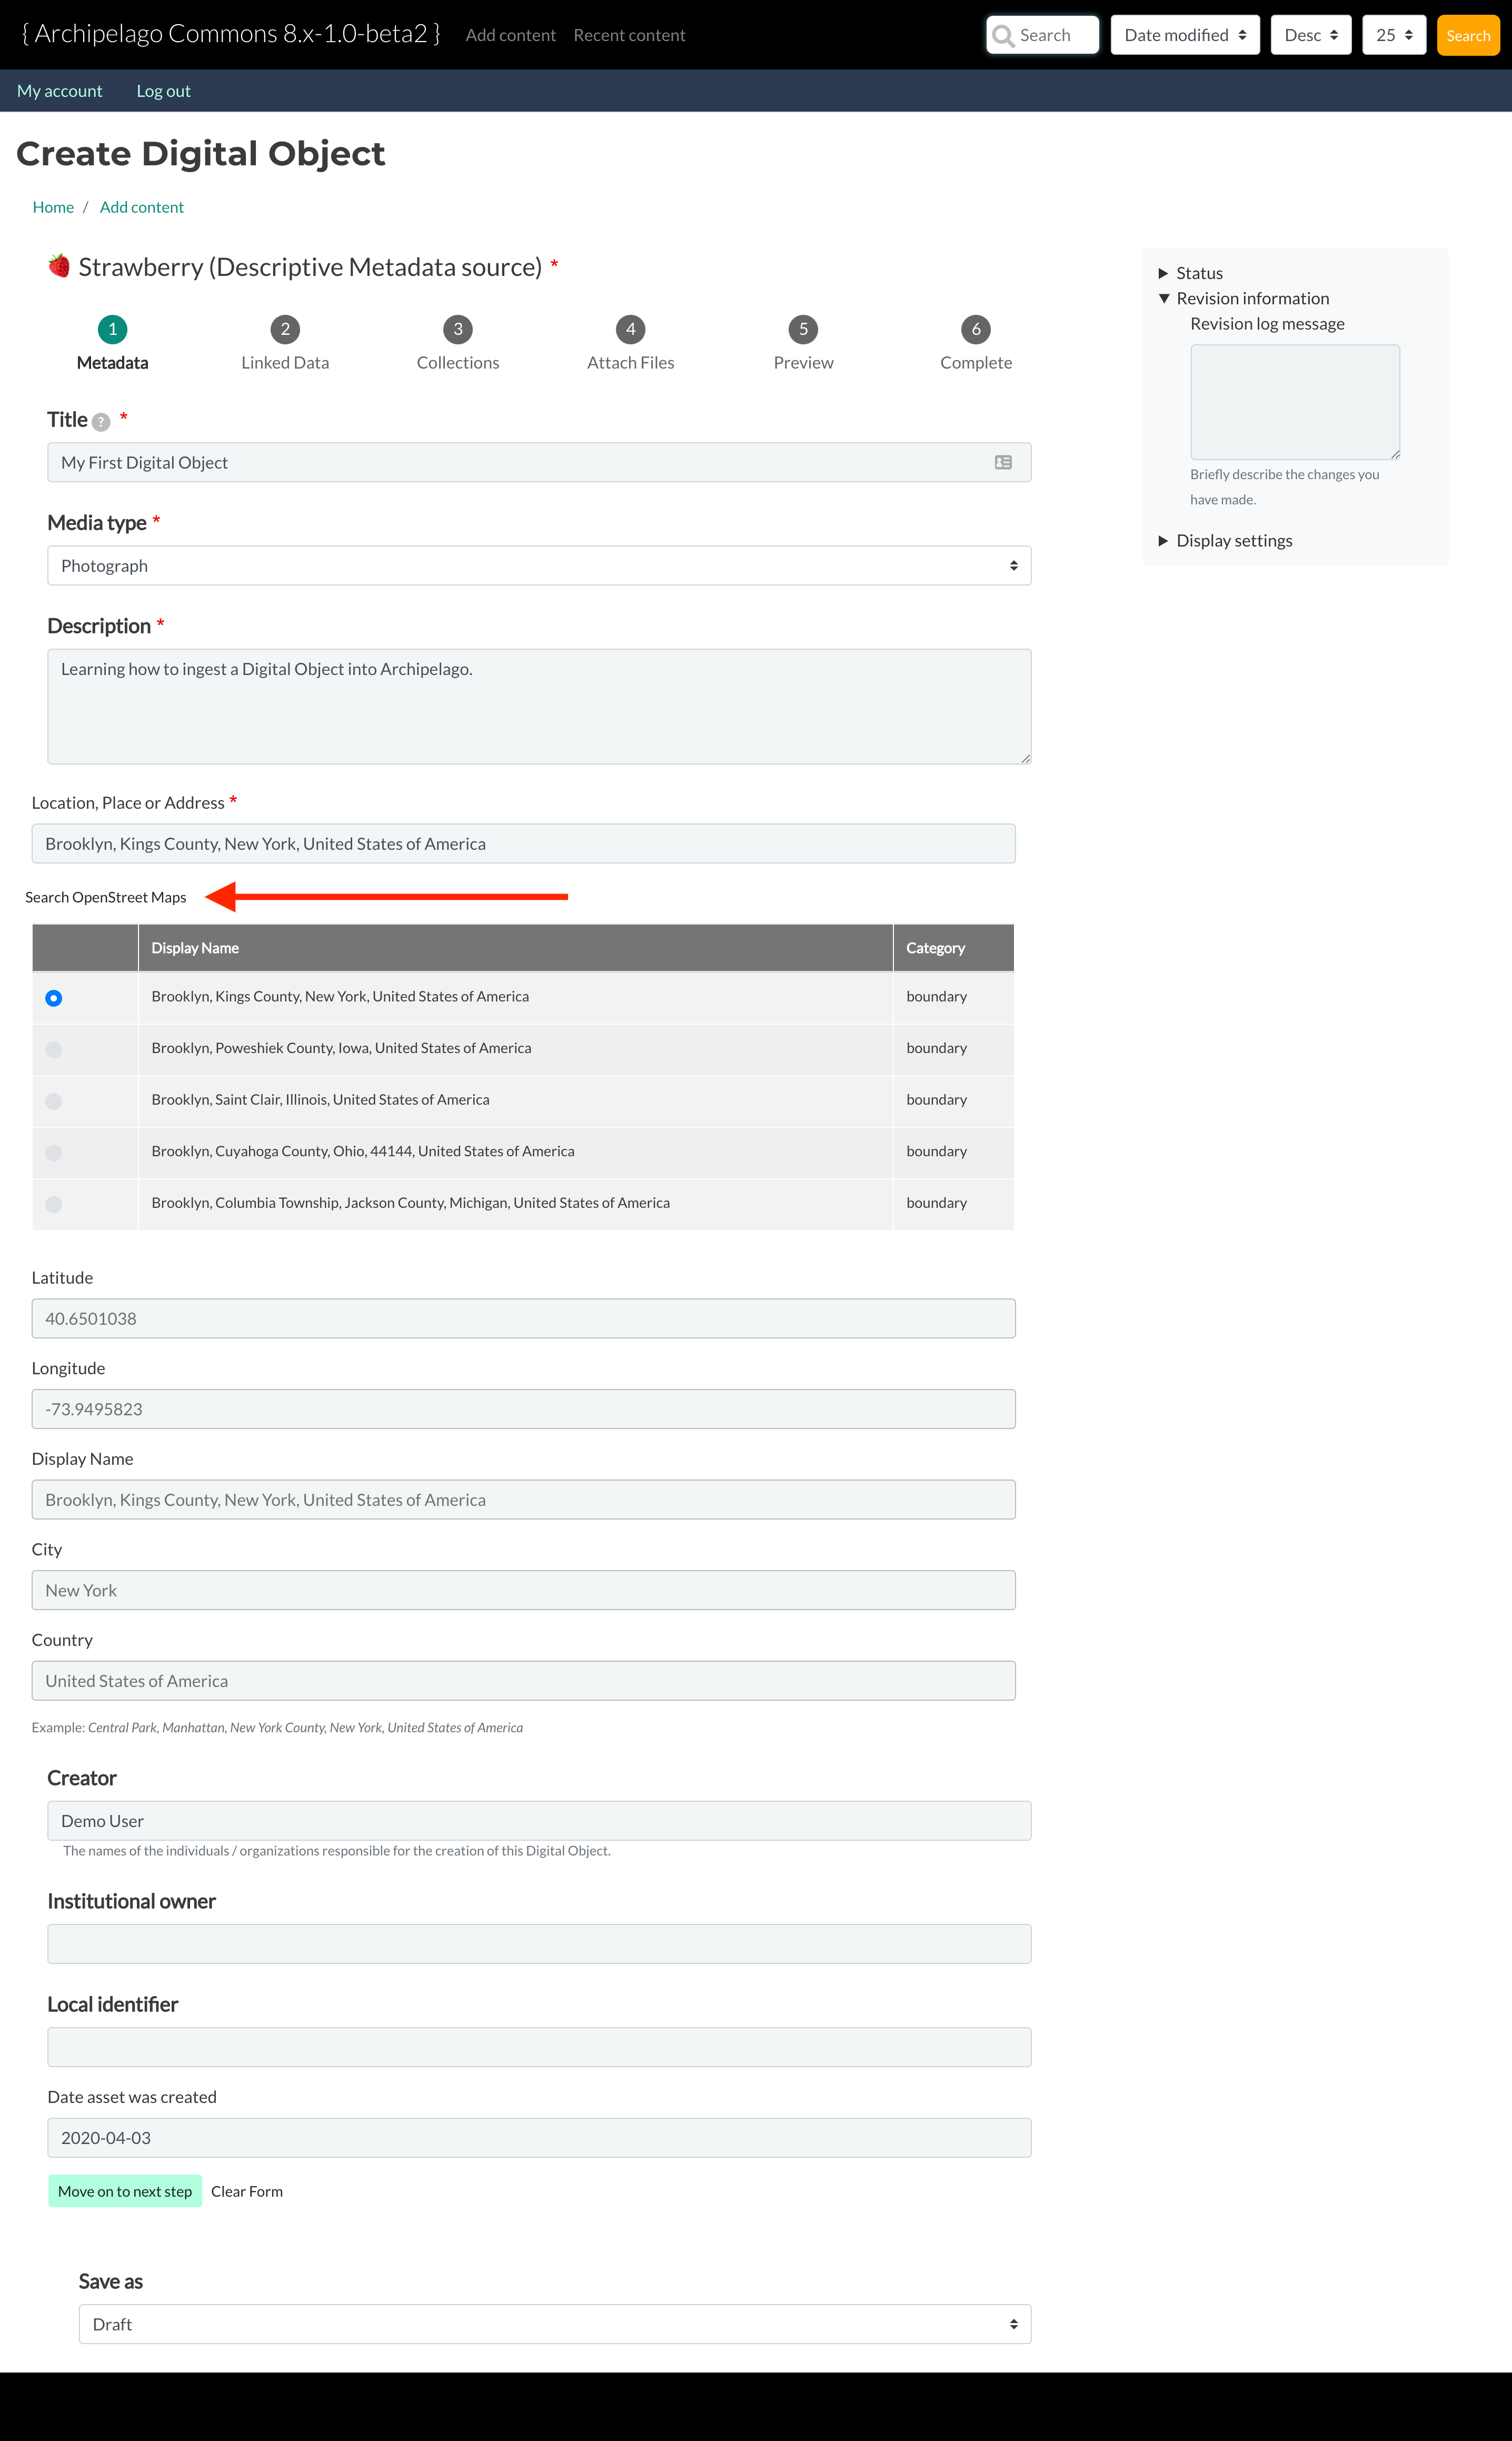 { Archipelago Commons 8.x-1.0-beta2 } Add content Recent content Search Date modified Desc 25 Search
My account Log out
Create Digital Object
Home / Add content
Strawberry (Descriptive Metadata source) *
1 2 3 4 5 6
Metadata Linked Data Collections Attach Files Preview Complete
Title ? *
My First Digital Object
Media type *
Photograph
Description *
Learning how to ingest a Digital Object into Archipelago.
Location, Place or Address *
Brooklyn, Kings County, New York, United States of America
Search OpenStreet Maps
Display Name Category
Brooklyn, Kings County, New York, United States of America boundary
Brooklyn, Poweshiek County, Iowa, United States of America boundary
Brooklyn, Saint Clair, Illinois, United States of America boundary
Brooklyn, Cuyahoga County, Ohio, 44144, United States of America boundary
Brooklyn, Columbia Township, Jackson County, Michigan, United States of America boundary
Latitude
40.6501038
Longitude
-73.9495823
Display Name
Brooklyn, Kings County, New York, United States of America
City
New York
Country
United States of America
Example: Central Park, Manhattan, New York County, New York, United States of America
Creator
Demo User
The names of the individuals / organizations responsible for the creation of this Digital Object.
Institutional owner
Local identifier
Date asset was created
2020-04-03
Move on to next step Clear Form
Save as
Draft
Status
Revision information
Revision log message
Briefly describe the changes you
have made.
Display settings